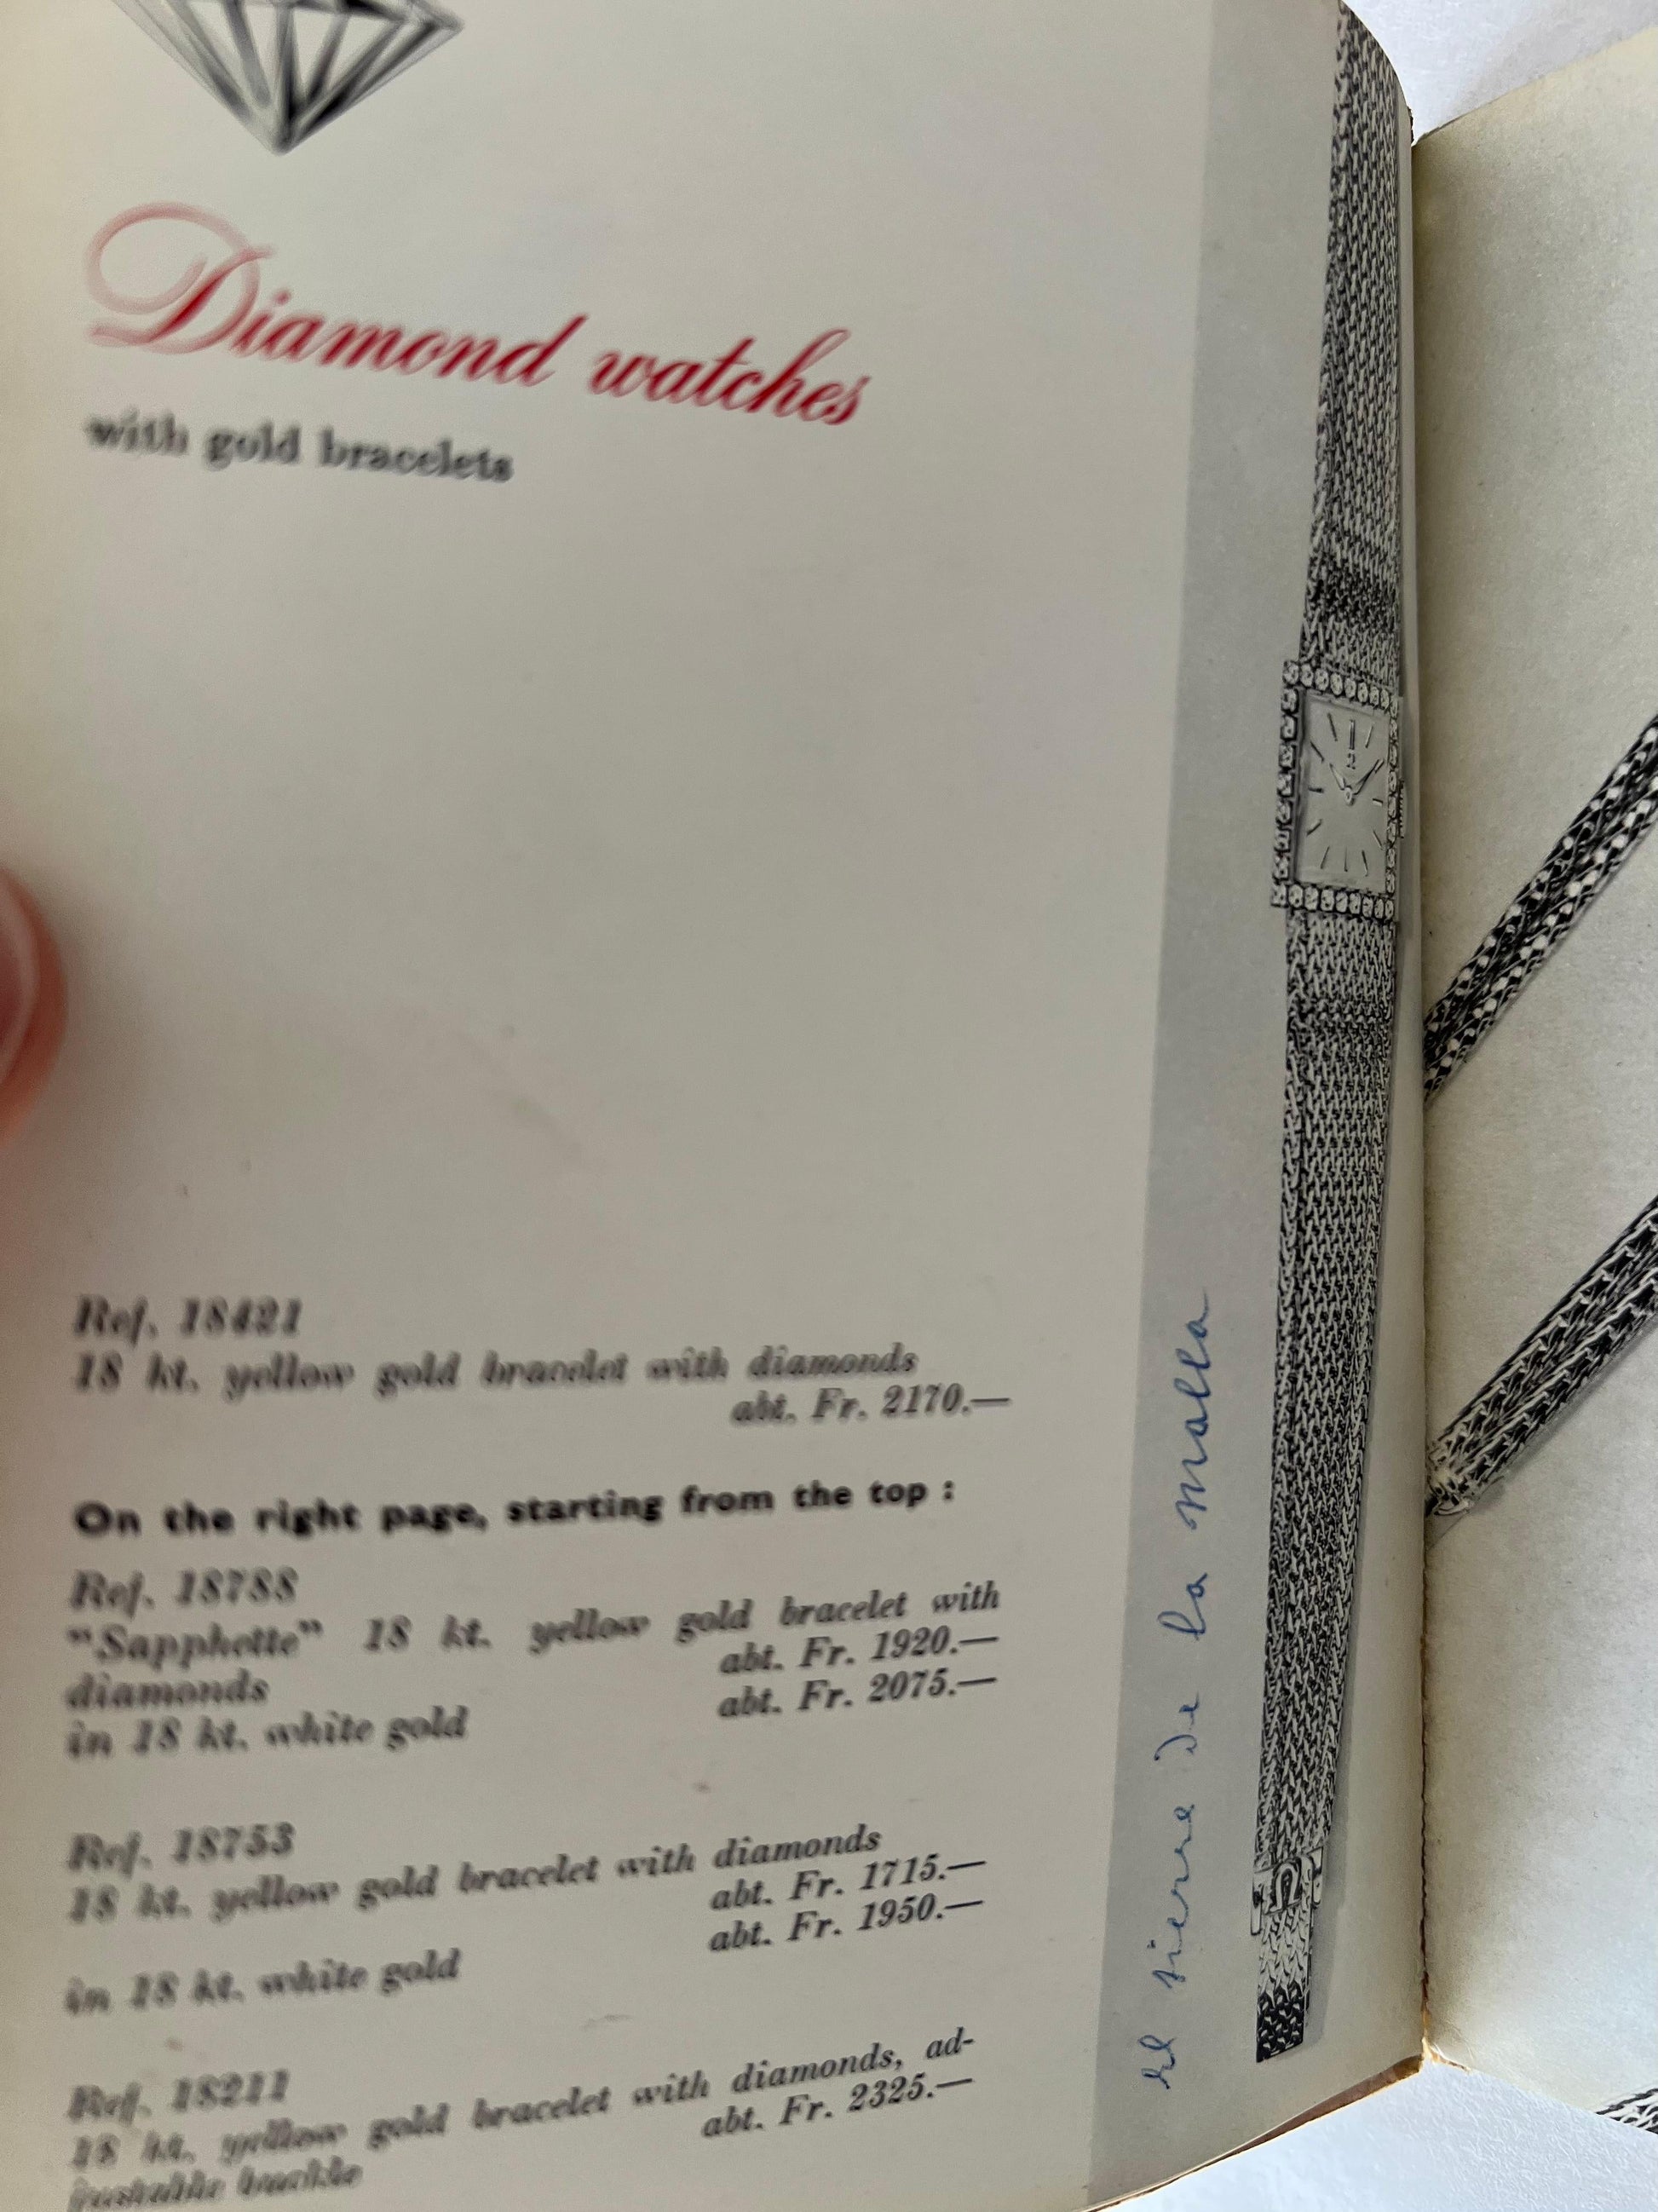 Diamond watches
with gold bracelets
Ref. 18421
18 kt. yellow gold bracelet with diamonds
abt. Fr. 2170.—
On the right page, starting from the top :
Ref. 18788
"Sapphette" 18 kt. yellow gold bracelet with
diamonds abt. Fr. 1920.—
in 18 kt. white gold abt. Fr. 2075.—
Ref. 18753
18 kt. yellow gold bracelet with diamonds
abt. Fr. 1715.—
in 18 kt. white gold abt. Fr. 1950.—
Ref. 18211
18 kt. yellow gold bracelet with diamonds, ad-
justable buckle abt. Fr. 2325.—
el sierre de la malla